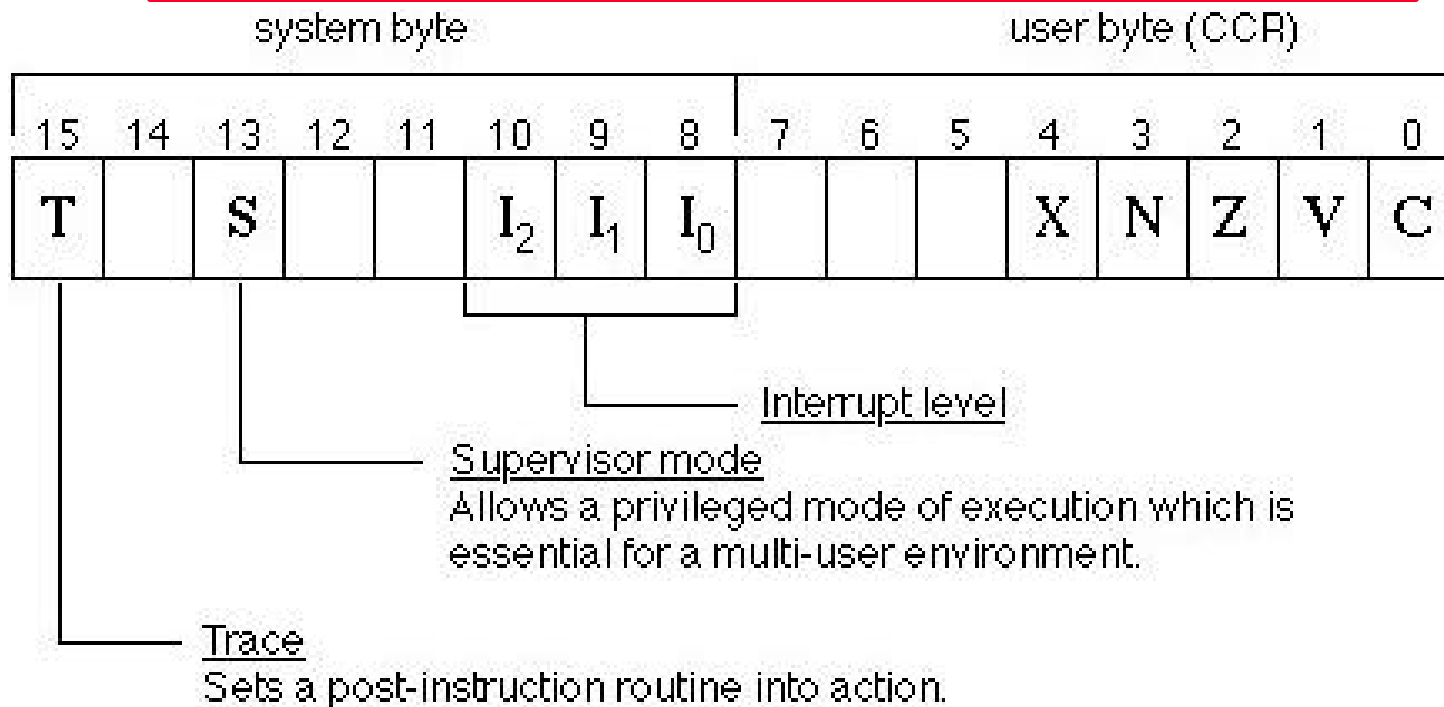 system byte
user byte (CCR)
15 14 13 12 11 10 9 8 7 6 5 4 3 2 1 0
T S I2 I1 I0 X N Z V C
Interrupt level
Supervisor mode
Allows a privileged mode of execution which is
essential for a multi-user environment.
Trace
Sets a post-instruction routine into action.